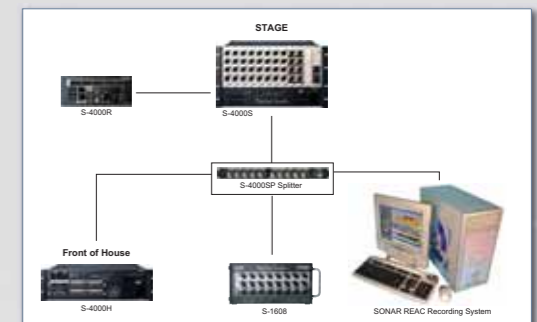 STAGE
S-4000R
S-4000S
S-4000SP Splitter
Front of House
S-4000H
S-1608
SONAR REAC Recording System